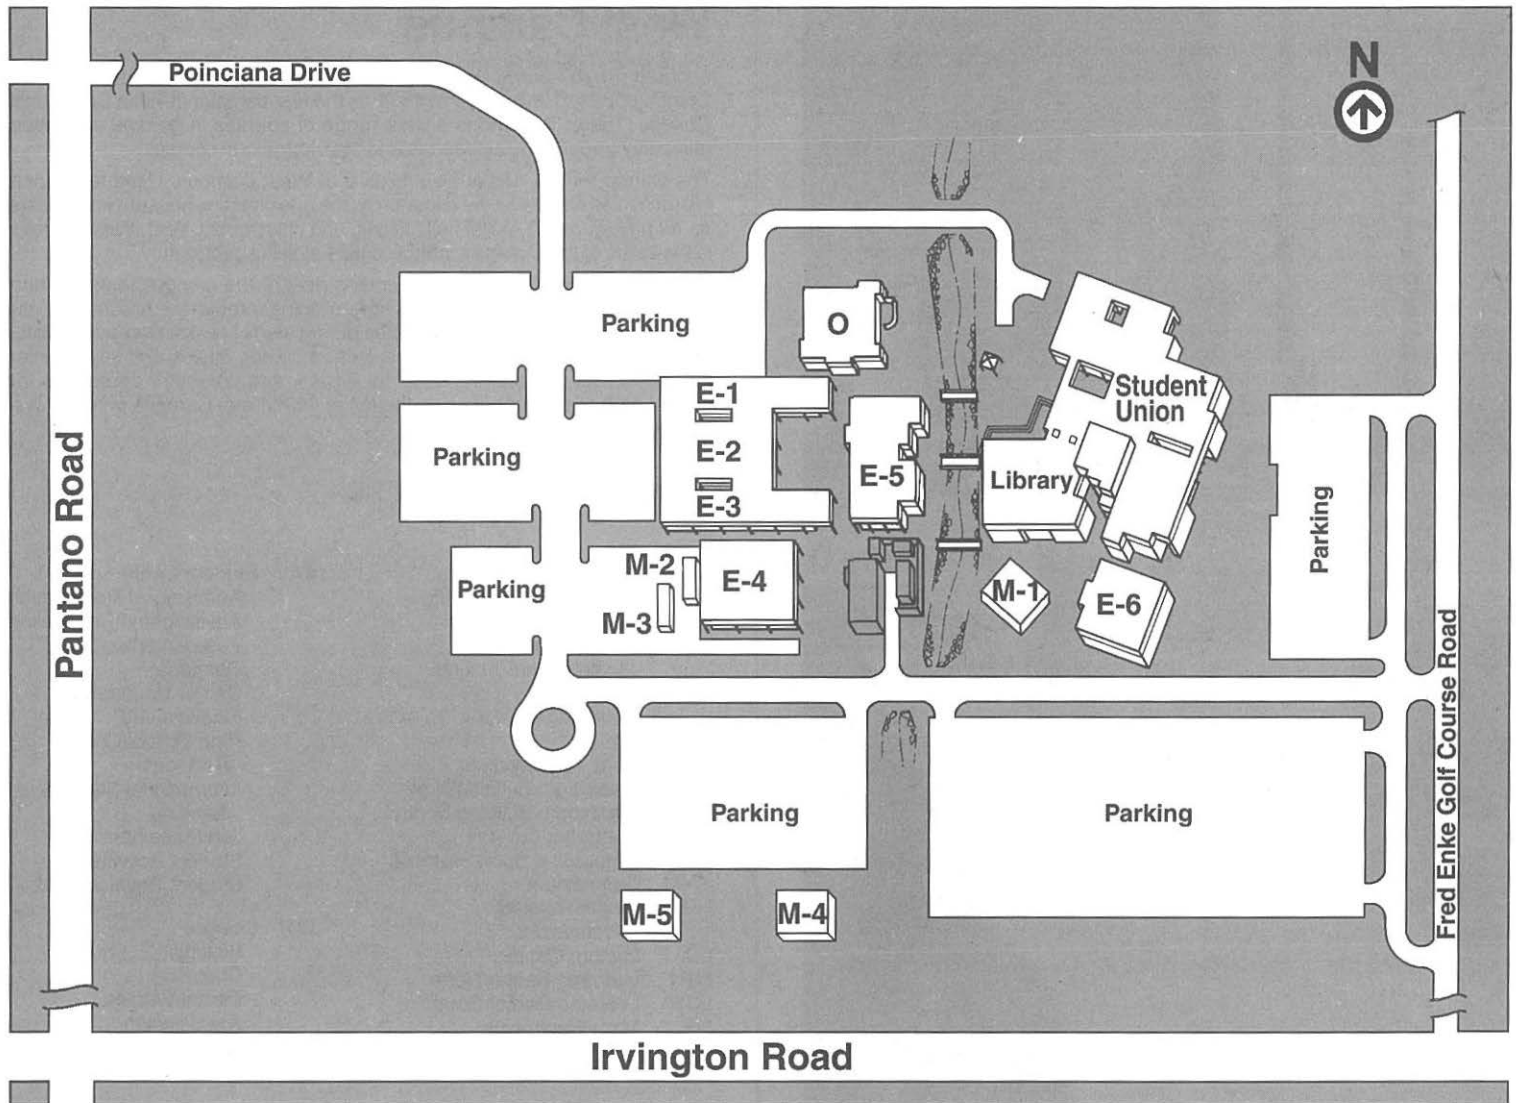 N
Poinciana Drive
Parking
O
E-1
Student
Union
E-2
Parking
E-5
Library
E-3
Parking
Pantano Road
M-2
E-4
Parking
M-1
E-6
M-3
Fred Enke Golf Course Road
Parking
Parking
M-5
M-4
Irvington Road